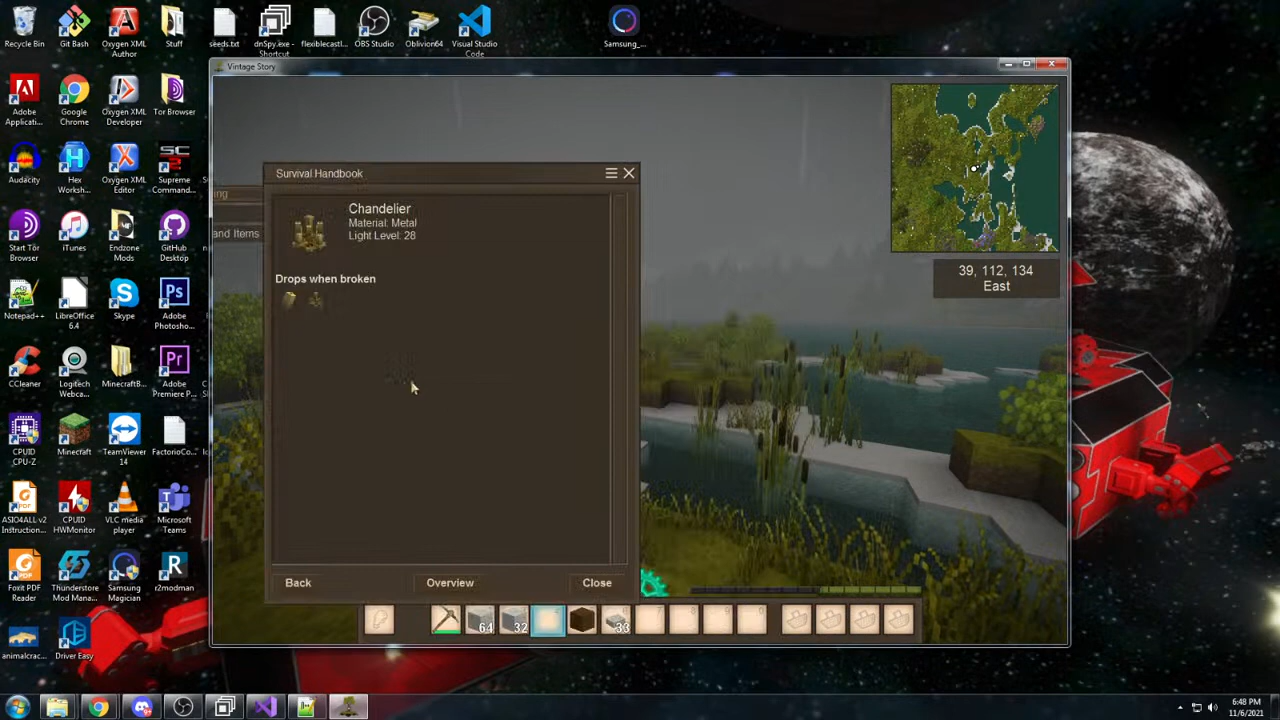 Recycle Bin
Git Bash
Oxygen XML Author
Stuff
seeds.txt
dnSpy.exe - Shortcut
flexiblecastl...
OBS Studio
Oblivion64
Visual Studio Code
Samsung_...
Adobe Applicati...
Google Chrome
Oxygen XML Developer
Tor Browser
Audacity
Hex Worksh...
Oxygen XML Editor
Supreme Command...
Start Tor Browser
iTunes
Endzone Mods
GitHub Desktop
Notepad++
LibreOffice 6.4
Skype
Adobe Photosho...
CCleaner
Logitech Webca...
MinecraftB...
Adobe Premiere P...
CPUID CPU-Z
Minecraft
TeamViewer 14
FactorioCo...
ASIO4ALL v2 Instruction...
CPUID HWMonitor
VLC media player
Microsoft Teams
Foxit PDF Reader
Thunderstore Mod Mana...
Samsung Magician
r2modman
animalcrac...
Driver Easy
Vintage Story
Survival Handbook
and Items
Chandelier
Material: Metal
Light Level: 28
Drops when broken
Back
Overview
Close
39, 112, 134
East
64
32
33
6:48 PM
11/6/2021